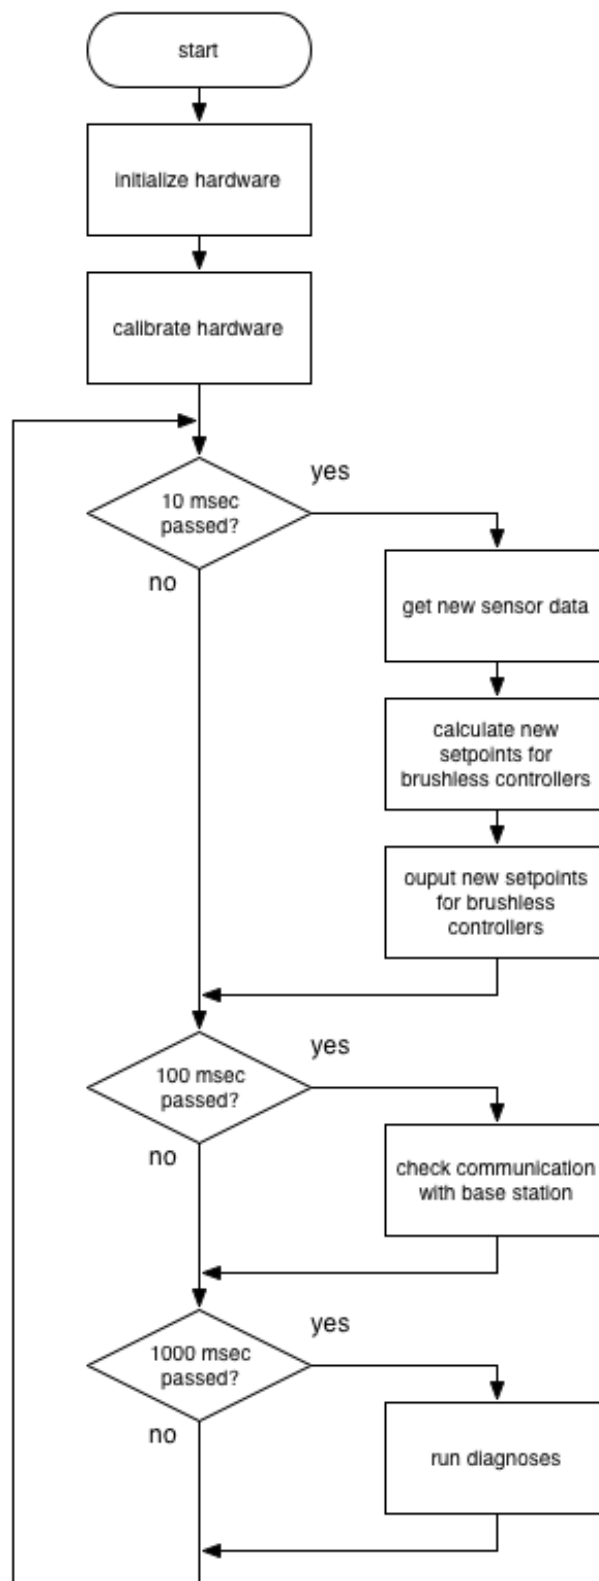 start
initialize hardware
calibrate hardware
yes
10 msec
passed?
no
get new sensor data
calculate new
setpoints for
brushless controllers
ouput new setpoints
for brushless
controllers
yes
100 msec
passed?
no
check communication
with base station
yes
1000 msec
passed?
no
run diagnoses